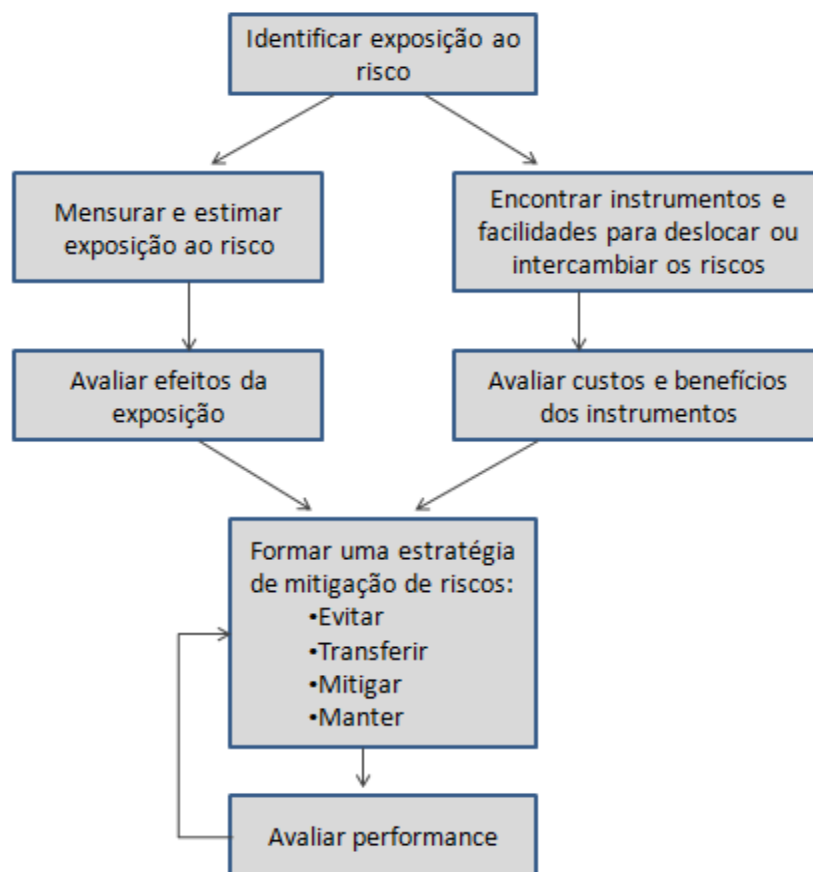 Identificar exposição ao
risco
Mensurar e estimar
exposição ao risco
Encontrar instrumentos e
facilidades para deslocar ou
intercambiar os riscos
Avaliar efeitos da
exposição
Avaliar custos e benefícios
dos instrumentos
Formar uma estratégia
de mitigação de riscos:
•Evitar
•Transferir
•Mitigar
•Manter
Avaliar performance